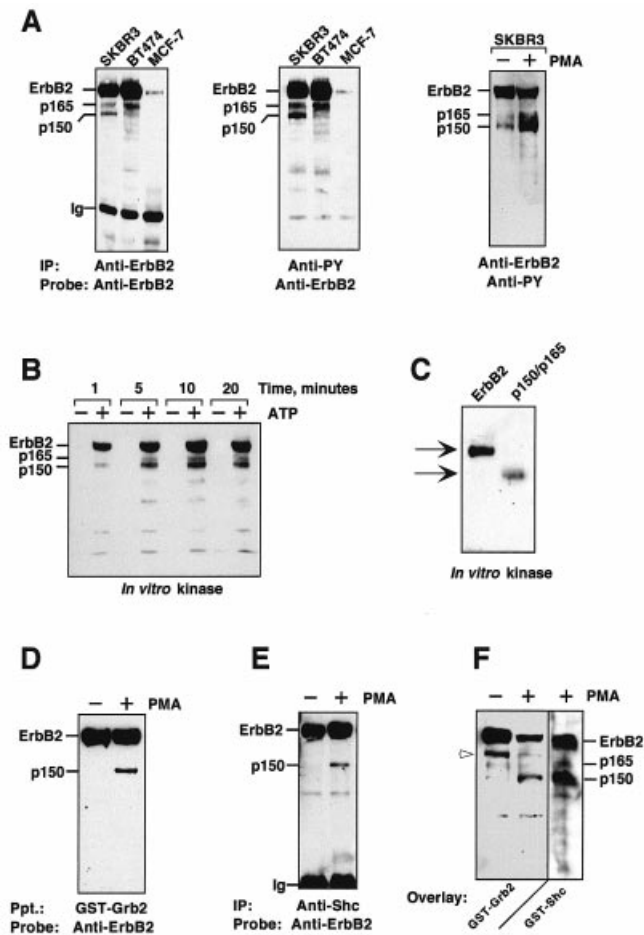 A
SKBR3 BT474 MCF-7
ErbB2
p165
p150
Ig
IP: Anti-ErbB2
Probe: Anti-ErbB2
SKBR3 BT474 MCF-7
ErbB2
p165
p150
Anti-PY
Anti-ErbB2
SKBR3
− + PMA
ErbB2
p165
p150
Anti-ErbB2
Anti-PY
B
1 5 10 20 Time, minutes
− + − + − + − + ATP
ErbB2
p165
p150
In vitro kinase
C
ErbB2 p150/p165
In vitro kinase
D
− + PMA
ErbB2
p150
Ppt.: GST-Grb2
Probe: Anti-ErbB2
E
− + PMA
ErbB2
p150
Ig
IP: Anti-Shc
Probe: Anti-ErbB2
F
− + + PMA
ErbB2
p165
p150
Overlay: GST-Grb2 GST-Shc